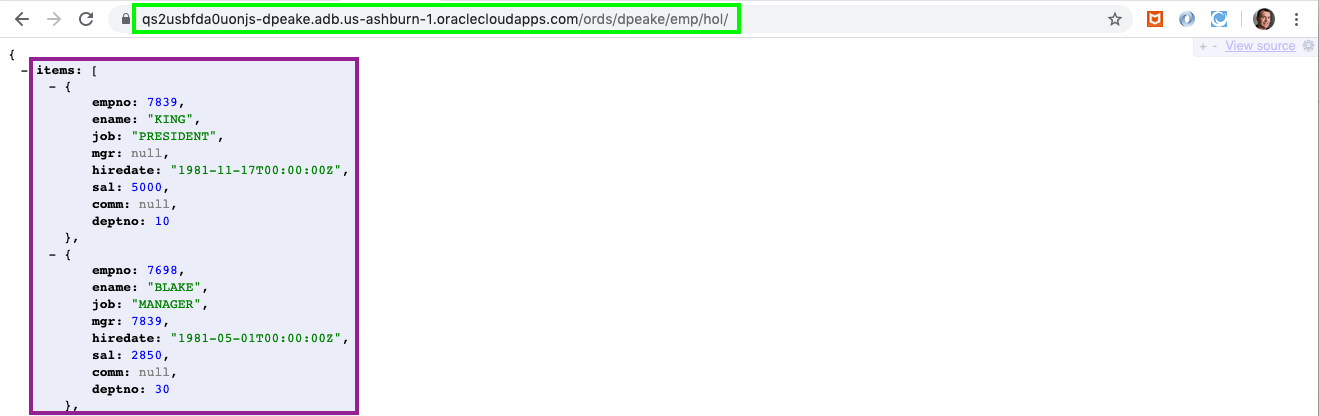 qs2usbfda0uonjs-dpeake.adb.us-ashburn-1.oraclecloudapps.com/ords/dpeake/emp/hol/
+ - View source
{
− items: [
− {
empno: 7839,
ename: "KING",
job: "PRESIDENT",
mgr: null,
hiredate: "1981-11-17T00:00:00Z",
sal: 5000,
comm: null,
deptno: 10
},
− {
empno: 7698,
ename: "BLAKE",
job: "MANAGER",
mgr: 7839,
hiredate: "1981-05-01T00:00:00Z",
sal: 2850,
comm: null,
deptno: 30
},